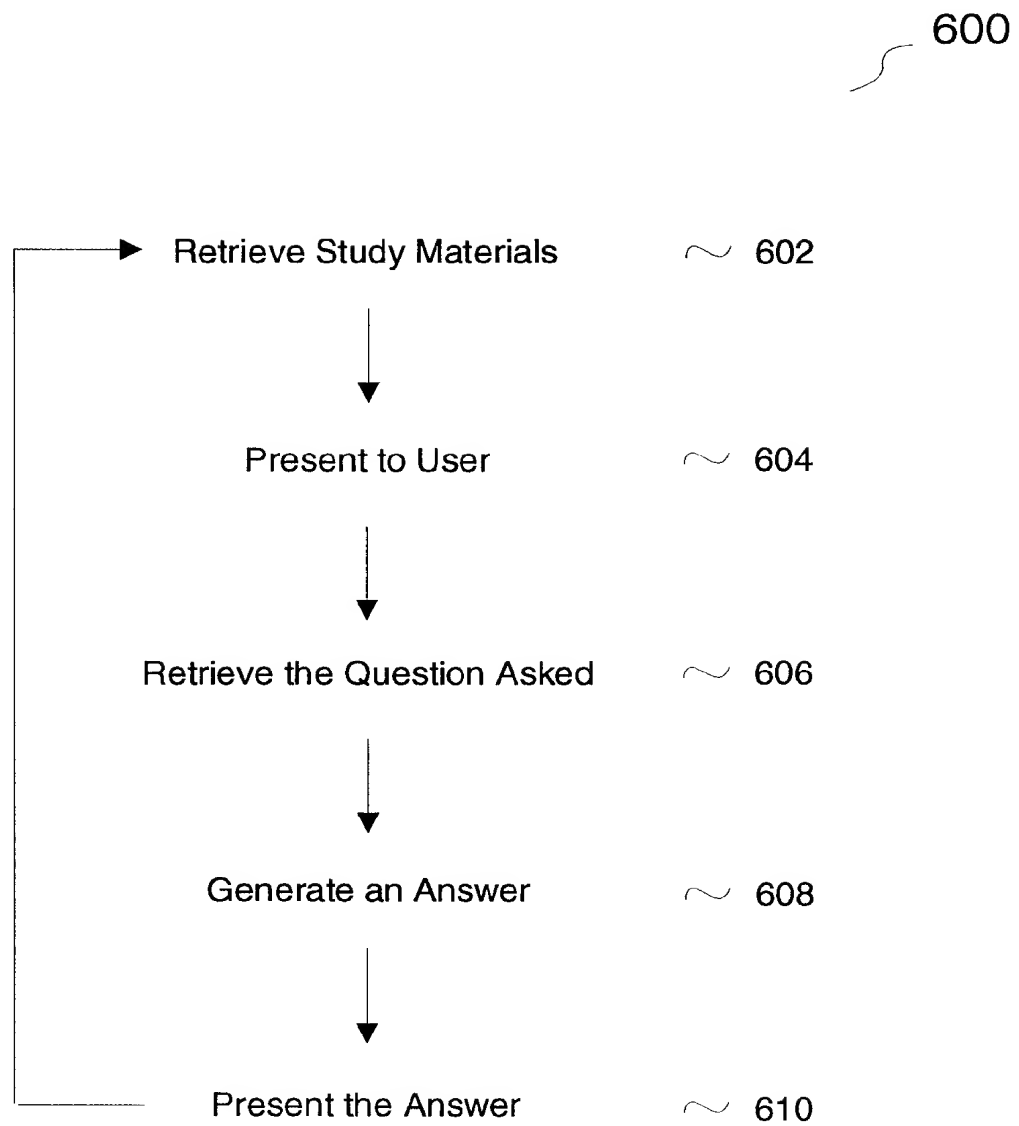 600
Retrieve Study Materials 602
Present to User 604
Retrieve the Question Asked 606
Generate an Answer 608
Present the Answer 610